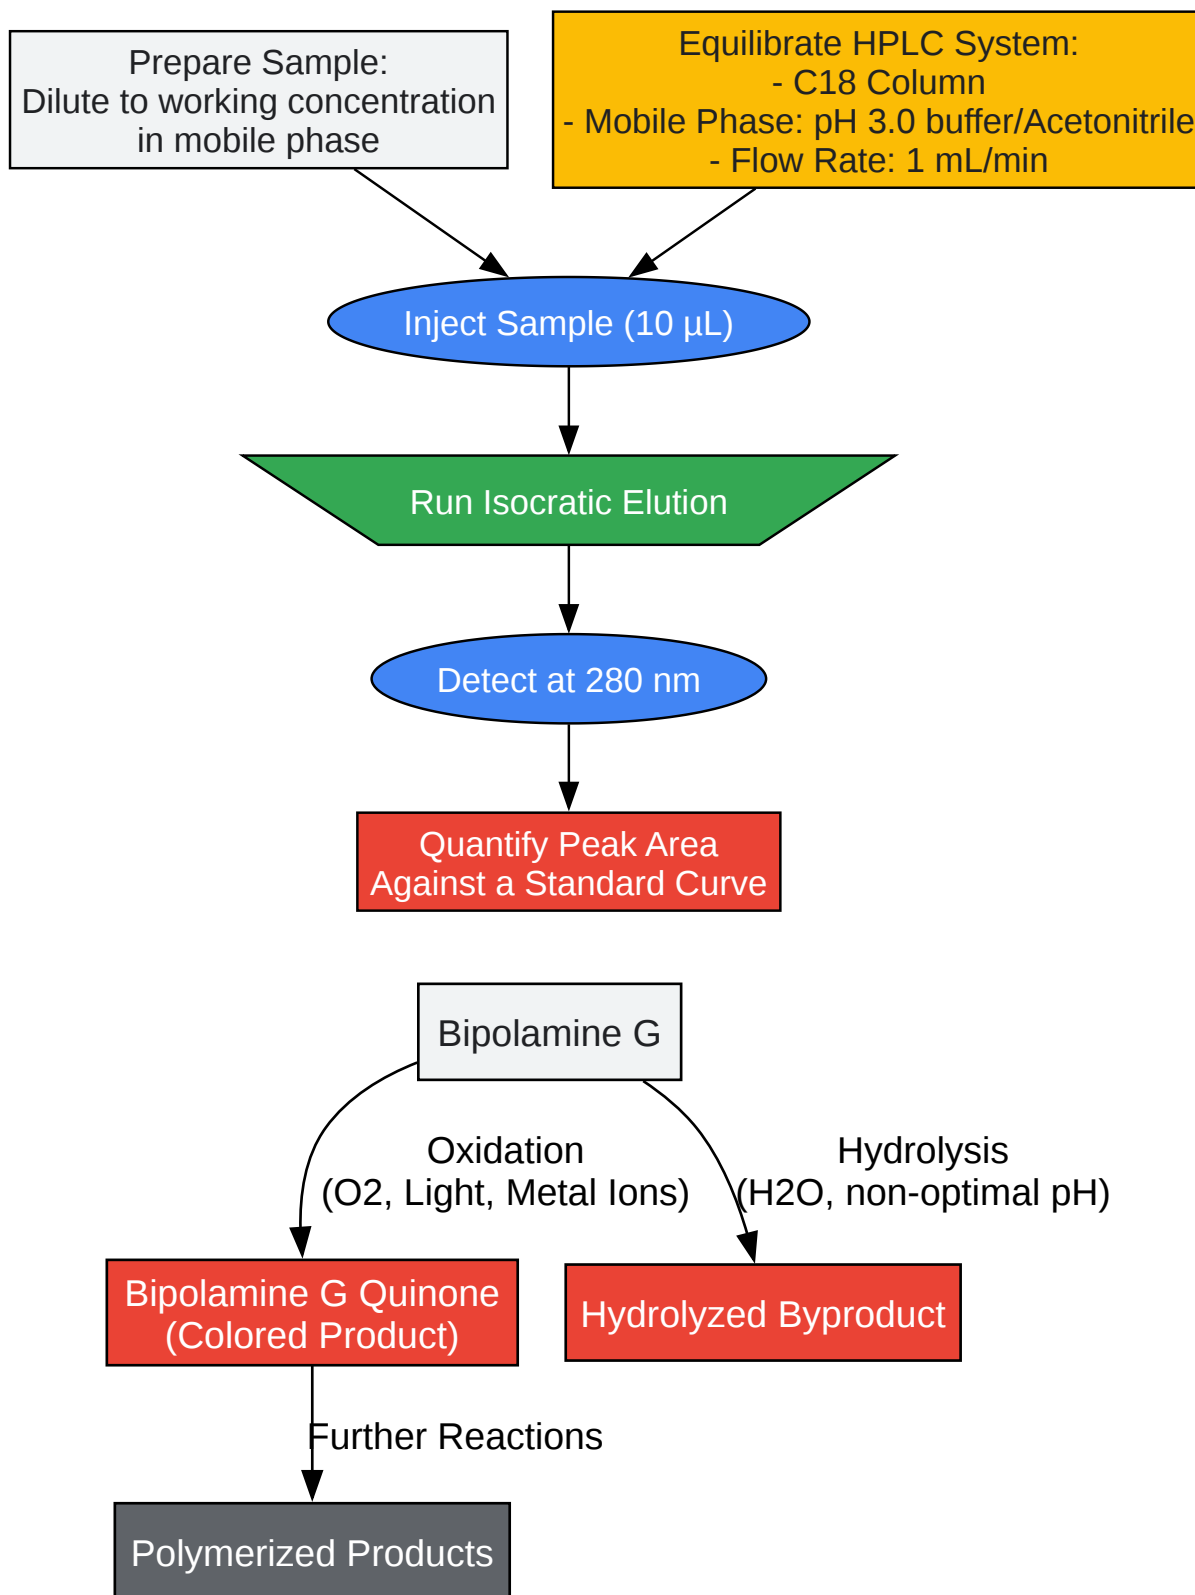 Prepare Sample:
Dilute to working concentration
in mobile phase
Equilibrate HPLC System:
- C18 Column
- Mobile Phase: pH 3.0 buffer/Acetonitrile
- Flow Rate: 1 mL/min
Inject Sample (10 µL)
Run Isocratic Elution
Detect at 280 nm
Quantify Peak Area
Against a Standard Curve
Bipolamine G
Oxidation
(O2, Light, Metal Ions)
Hydrolysis
(H2O, non-optimal pH)
Bipolamine G Quinone
(Colored Product)
Hydrolyzed Byproduct
Further Reactions
Polymerized Products